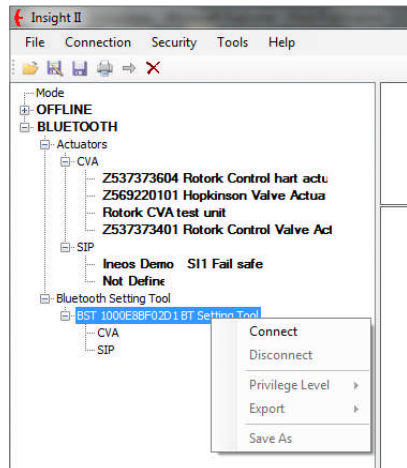 Insight II
File Connection Security Tools Help
Mode
OFFLINE
BLUETOOTH
Actuators
CVA
Z537373604 Rotork Control hart actu
Z569220101 Hopkinson Valve Actua
Rotork CVA test unit
Z537373401 Rotork Control Valve Act
SIP
Ineos Demo SI1 Fail safe
Not Define
Bluetooth Setting Tool
BST 1000E8BF02D1 BT Setting Tool
CVA
SIP
Connect
Disconnect
Privilege Level
Export
Save As